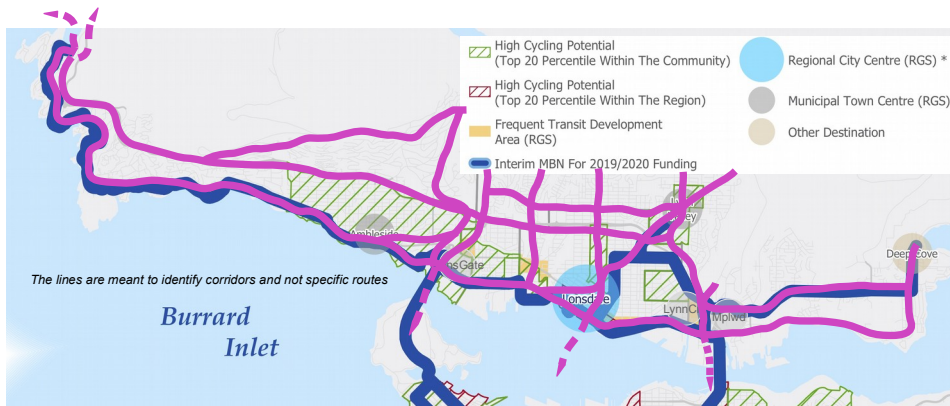 High Cycling Potential
(Top 20 Percentile Within The Community)
High Cycling Potential
(Top 20 Percentile Within The Region)
Frequent Transit Development
Area (RGS)
Interim MBN For 2019/2020 Funding
Regional City Centre (RGS) *
Municipal Town Centre (RGS)
Other Destination
Ambleside
Deep Cove
The lines are meant to identify corridors and not specific routes
Lonsdale
Burrard
Inlet